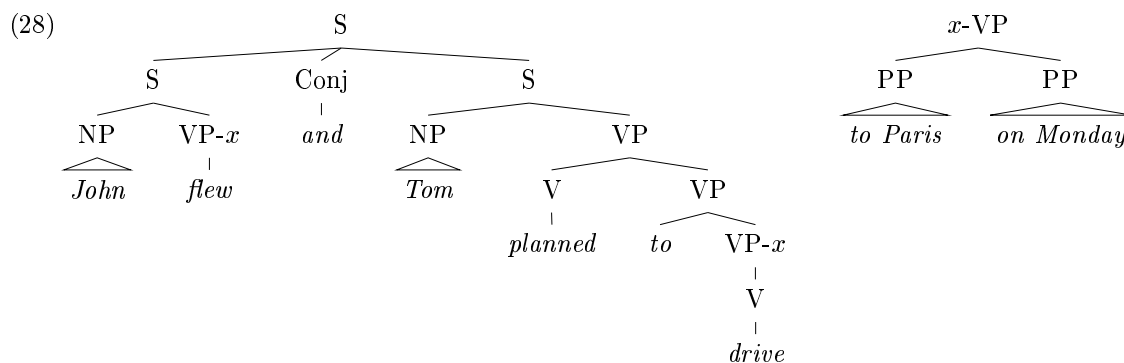 (28) S x-VP
S Conj S PP PP
NP VP-x and NP VP to Paris on Monday
John flew Tom V VP
planned to VP-x
V
drive